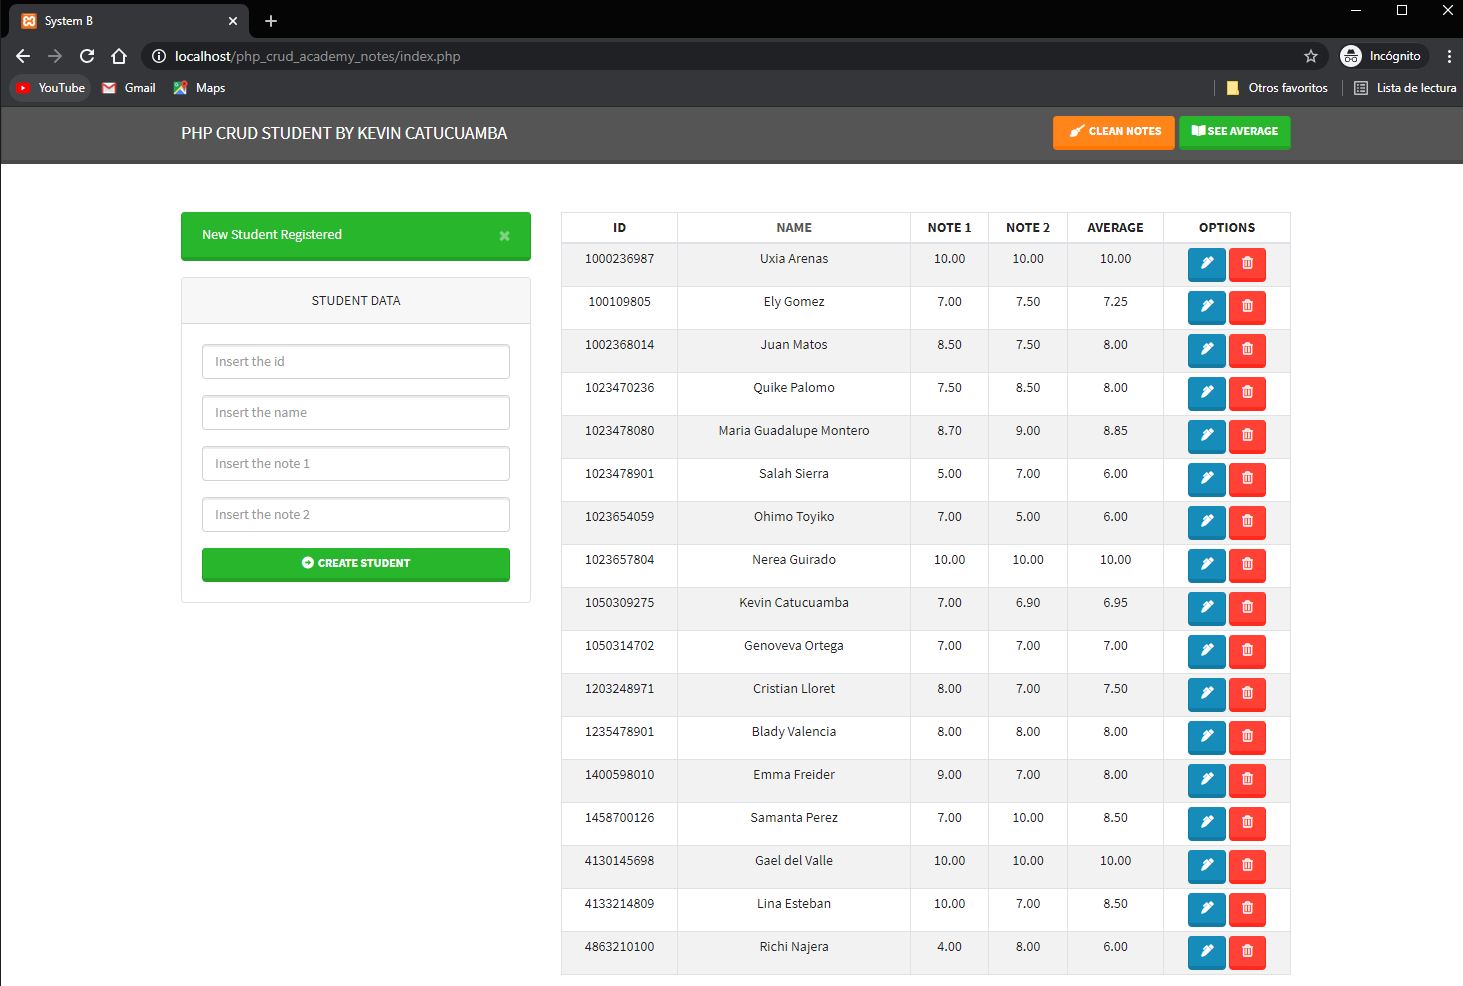 System B
localhost/php_crud_academy_notes/index.php
Incógnito
YouTube
Gmail
Maps
Otros favoritos
Lista de lectura
PHP CRUD STUDENT BY KEVIN CATUCUAMBA
CLEAN NOTES
SEE AVERAGE
New Student Registered
STUDENT DATA
Insert the id
Insert the name
Insert the note 1
Insert the note 2
CREATE STUDENT
ID NAME NOTE 1 NOTE 2 AVERAGE OPTIONS
1000236987 Uxia Arenas 10.00 10.00 10.00
100109805 Ely Gomez 7.00 7.50 7.25
1002368014 Juan Matos 8.50 7.50 8.00
1023470236 Quike Palomo 7.50 8.50 8.00
1023478080 Maria Guadalupe Montero 8.70 9.00 8.85
1023478901 Salah Sierra 5.00 7.00 6.00
1023654059 Ohimo Toyiko 7.00 5.00 6.00
1023657804 Nerea Guirado 10.00 10.00 10.00
1050309275 Kevin Catucuamba 7.00 6.90 6.95
1050314702 Genoveva Ortega 7.00 7.00 7.00
1203248971 Cristian Lloret 8.00 7.00 7.50
1235478901 Blady Valencia 8.00 8.00 8.00
1400598010 Emma Freider 9.00 7.00 8.00
1458700126 Samanta Perez 7.00 10.00 8.50
4130145698 Gael del Valle 10.00 10.00 10.00
4133214809 Lina Esteban 10.00 7.00 8.50
4863210100 Richi Najera 4.00 8.00 6.00